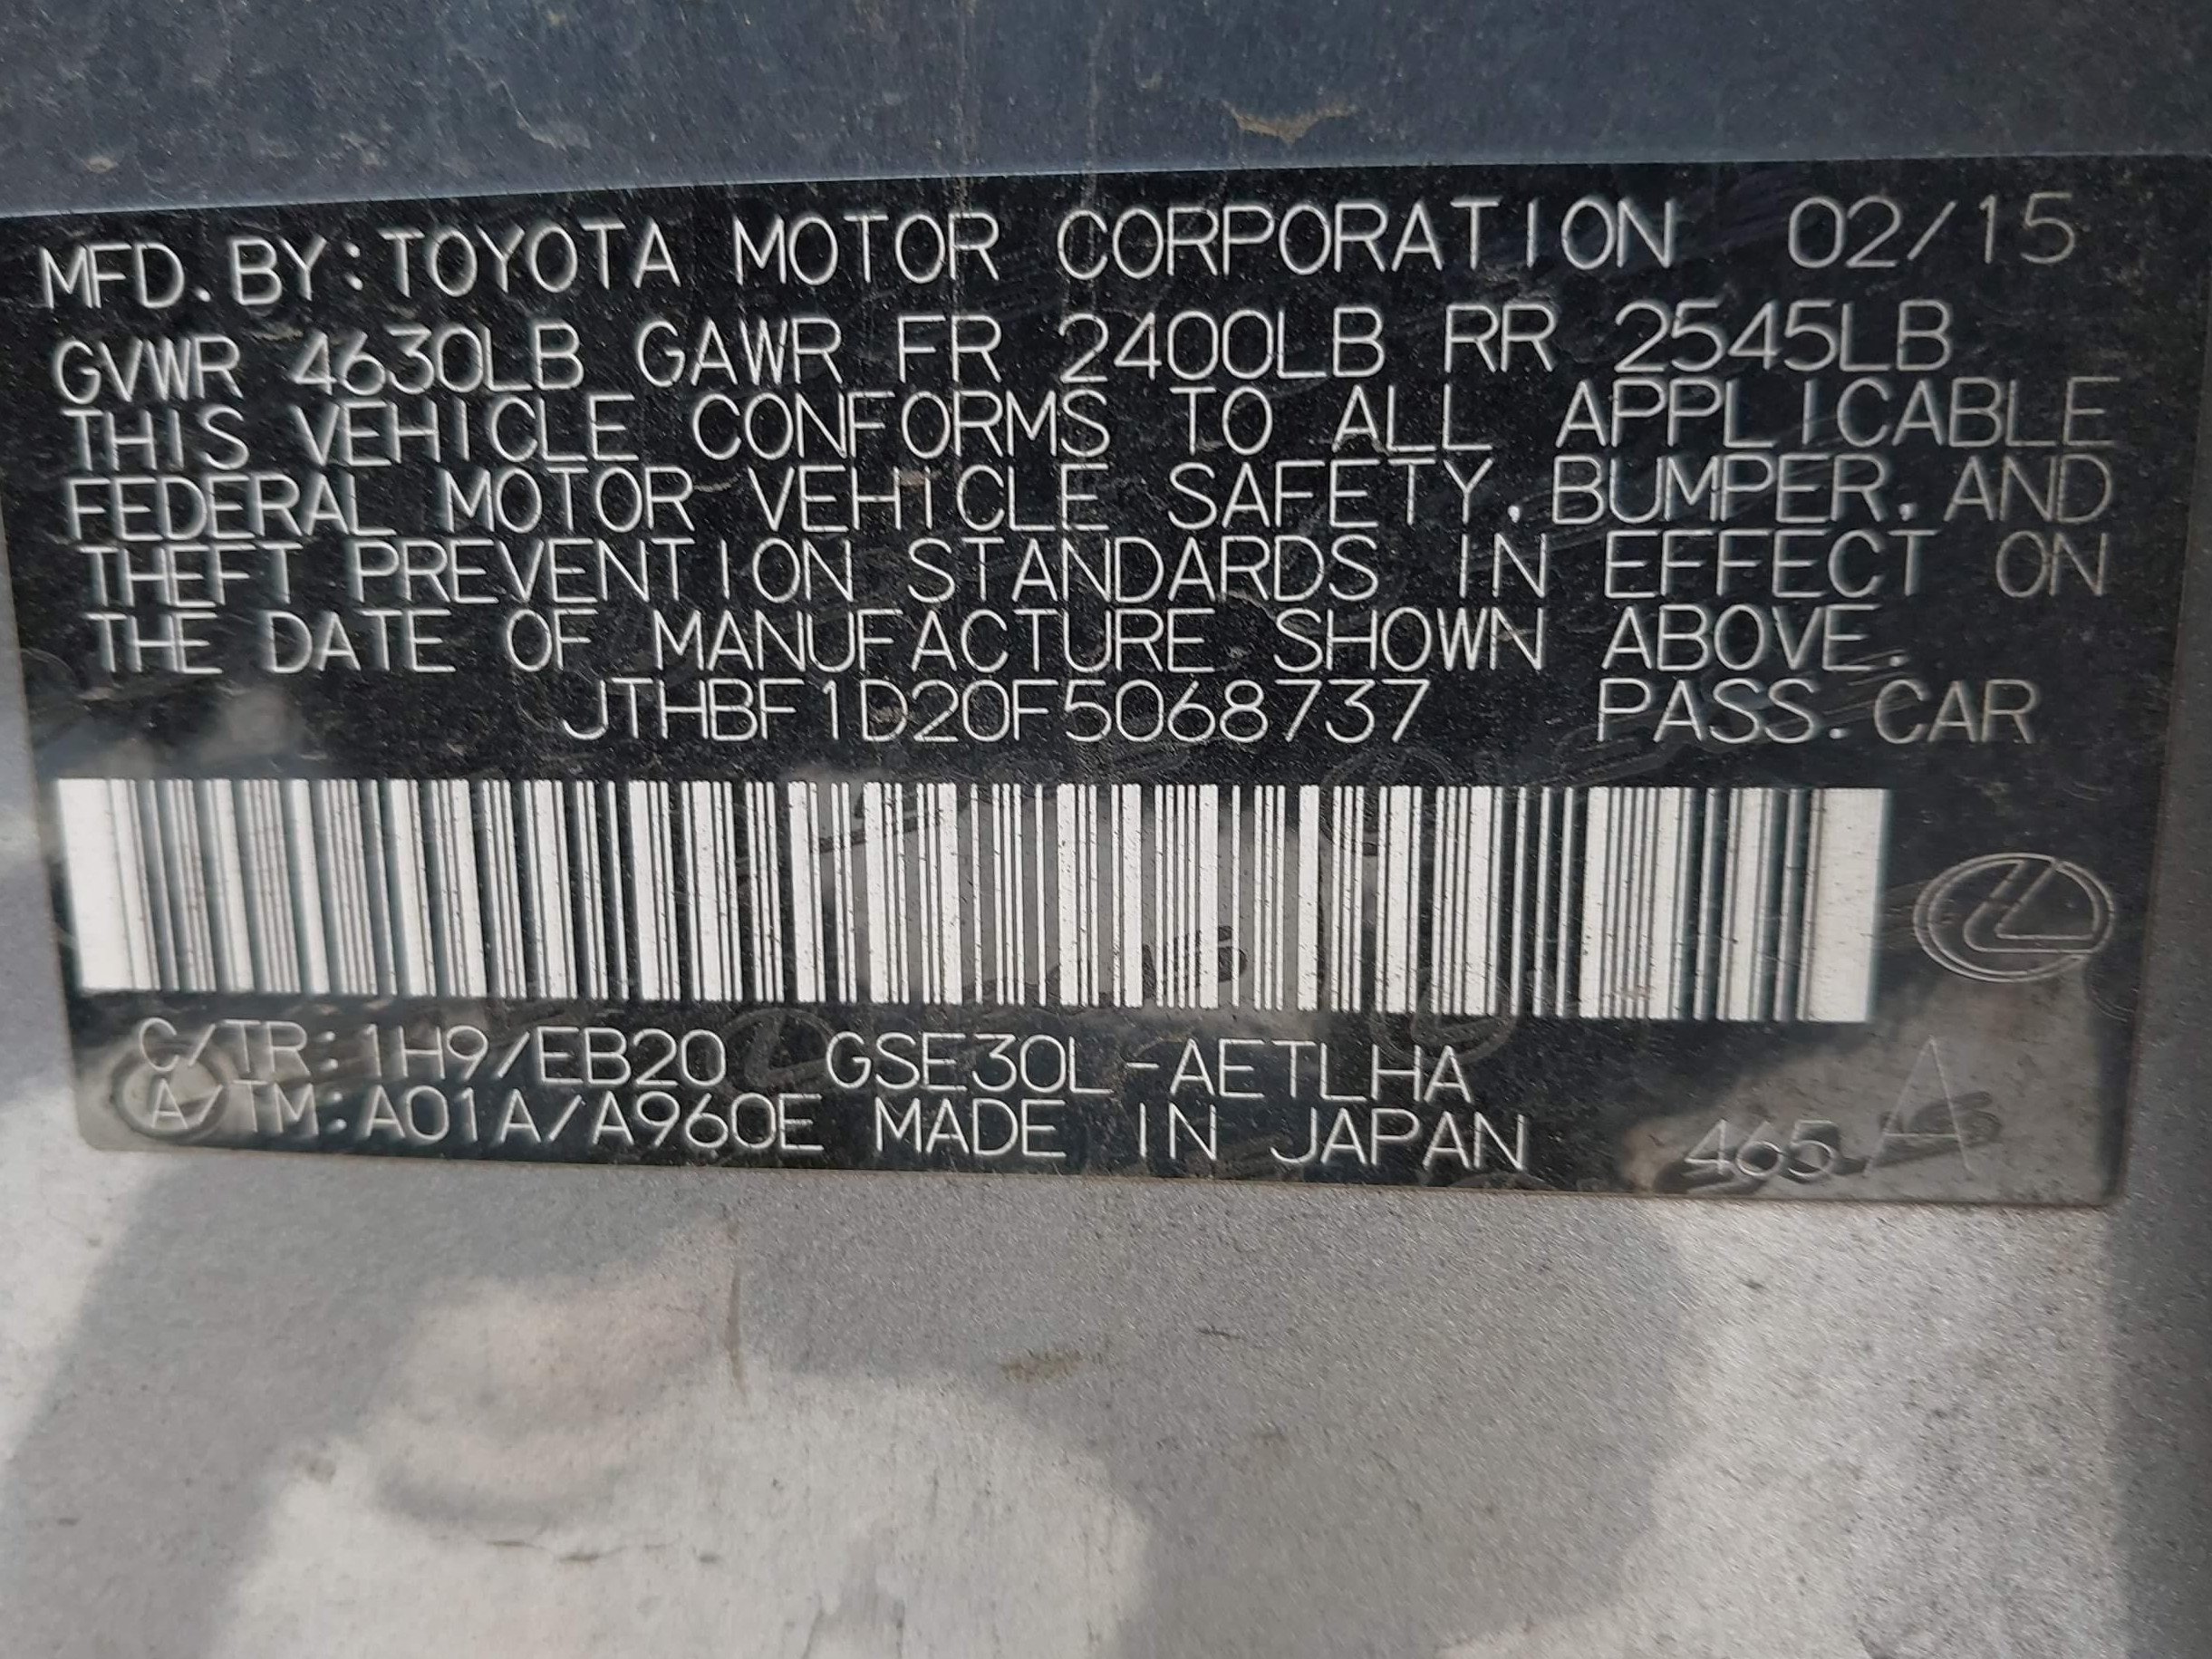 MFD. BY: TOYOTA MOTOR CORPORATION 02/15
GVWR 4630LB GAWR FR 2400LB RR 2545LB
THIS VEHICLE CONFORMS TO ALL APPLICABLE
FEDERAL MOTOR VEHICLE SAFETY, BUMPER, AND
THEFT PREVENTION STANDARDS IN EFFECT ON
THE DATE OF MANUFACTURE SHOWN ABOVE.
JTHBF1D20F5068737 PASS. CAR
C/TR: 1H9/EB20 GSE30L-AETLHA
A/TM: A01A/A960E MADE IN JAPAN 465 A